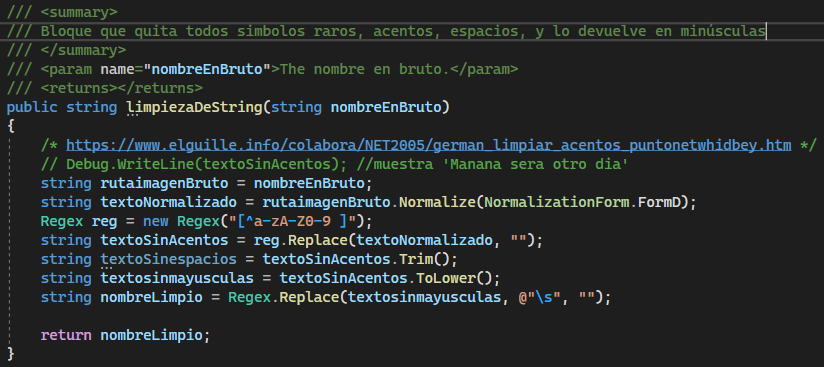 /// <summary>
/// Bloque que quita todos simbolos raros, acentos, espacios, y lo devuelve en minúsculas
/// </summary>
/// <param name="nombreEnBruto">The nombre en bruto.</param>
/// <returns></returns>
public string limpiezaDeString(string nombreEnBruto)
{
    /* https://www.elguille.info/colabora/NET2005/german_limpiar_acentos_puntonetwhidbey.htm */
    // Debug.WriteLine(textoSinAcentos); //muestra 'Manana sera otro dia'
    string rutaimagenBruto = nombreEnBruto;
    string textoNormalizado = rutaimagenBruto.Normalize(NormalizationForm.FormD);
    Regex reg = new Regex("[^a-zA-Z0-9 ]");
    string textoSinAcentos = reg.Replace(textoNormalizado, "");
    string textoSinespacios = textoSinAcentos.Trim();
    string textosinmayusculas = textoSinAcentos.ToLower();
    string nombreLimpio = Regex.Replace(textosinmayusculas, @"\s", "");
    return nombreLimpio;
}